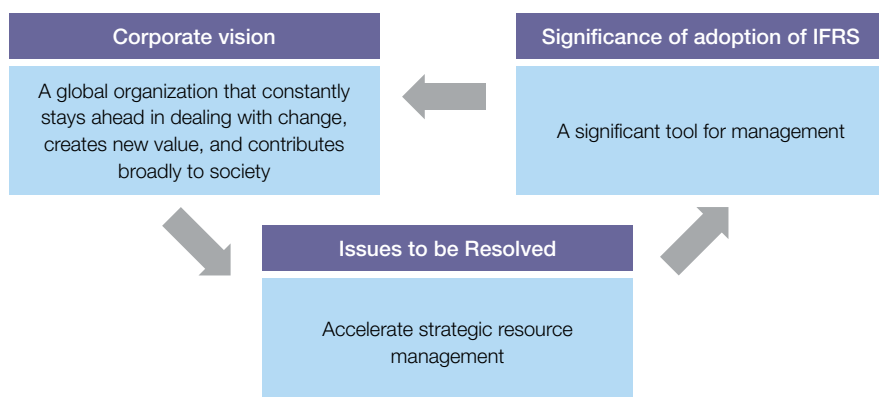 Corporate vision
A global organization that constantly
stays ahead in dealing with change,
creates new value, and contributes
broadly to society
Significance of adoption of IFRS
A significant tool for management
Issues to be Resolved
Accelerate strategic resource
management